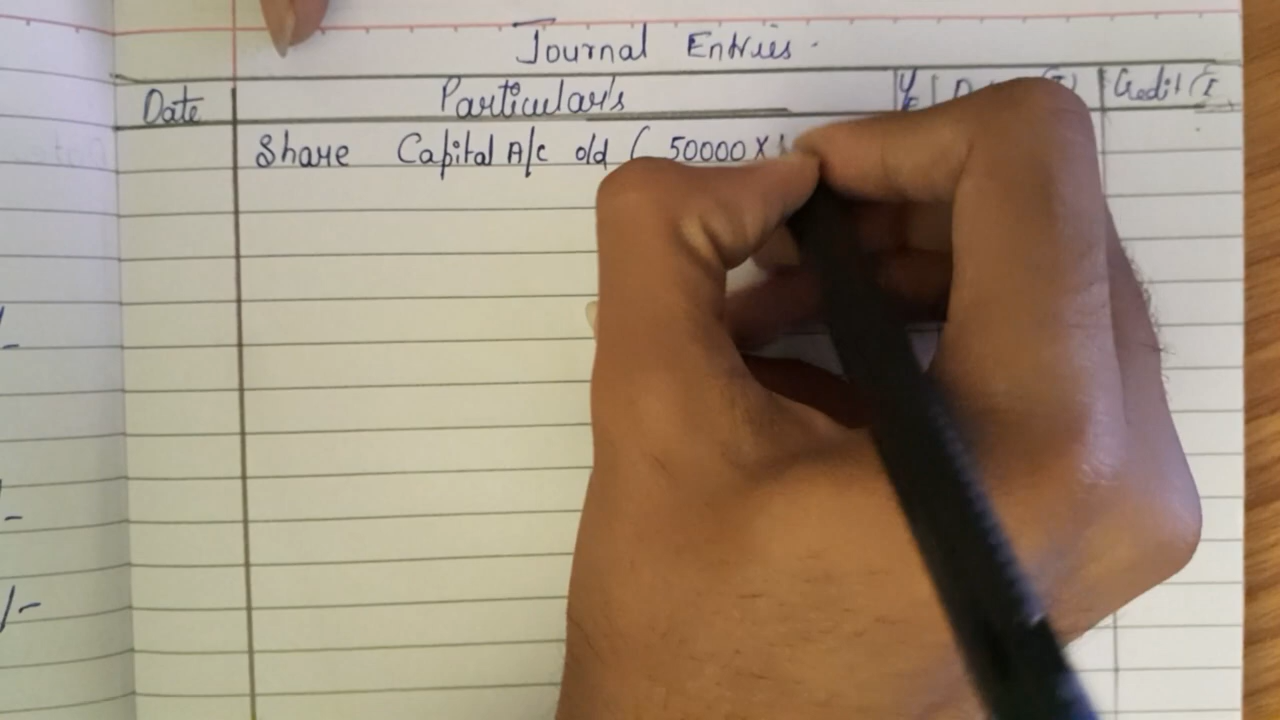 Journal Entries.
Date Particulars Credit (₹
Share Capital A/c old ( 50000 X